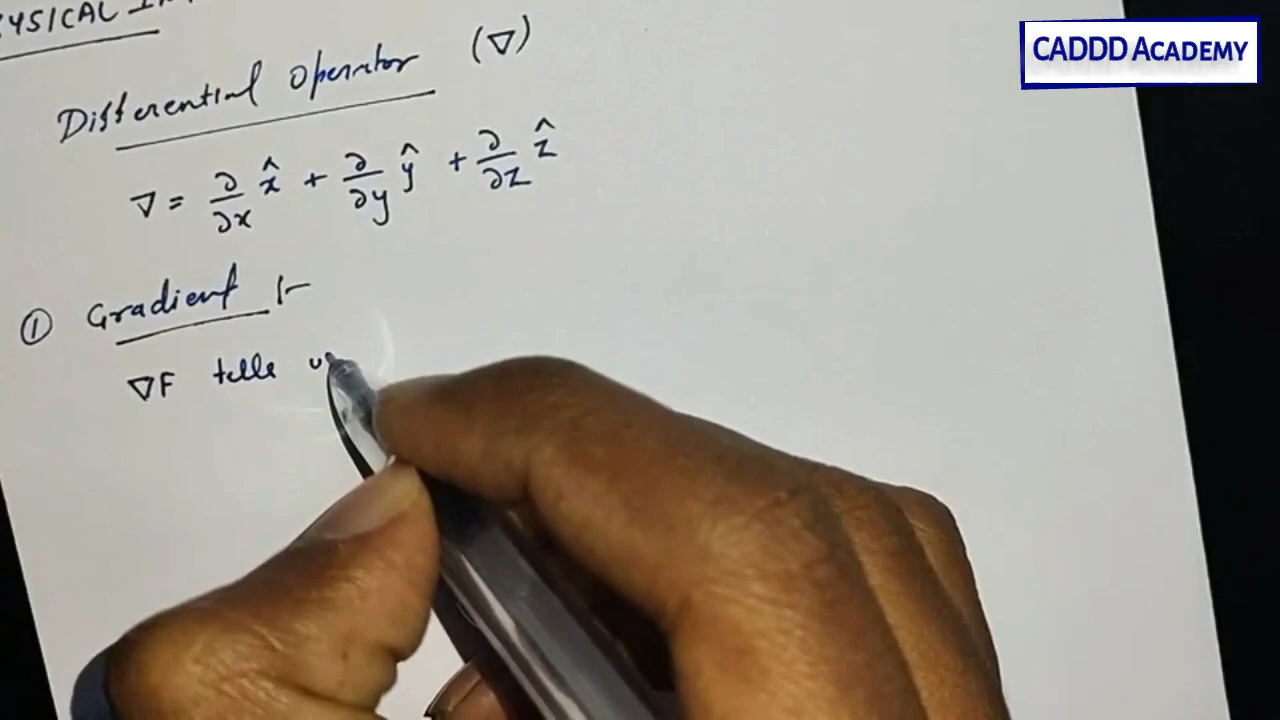 CADDD ACADEMY
Differential Operator (∇)
∇ = ∂/∂x x̂ + ∂/∂y ŷ + ∂/∂z ẑ
① Gradient :-
∇F tells